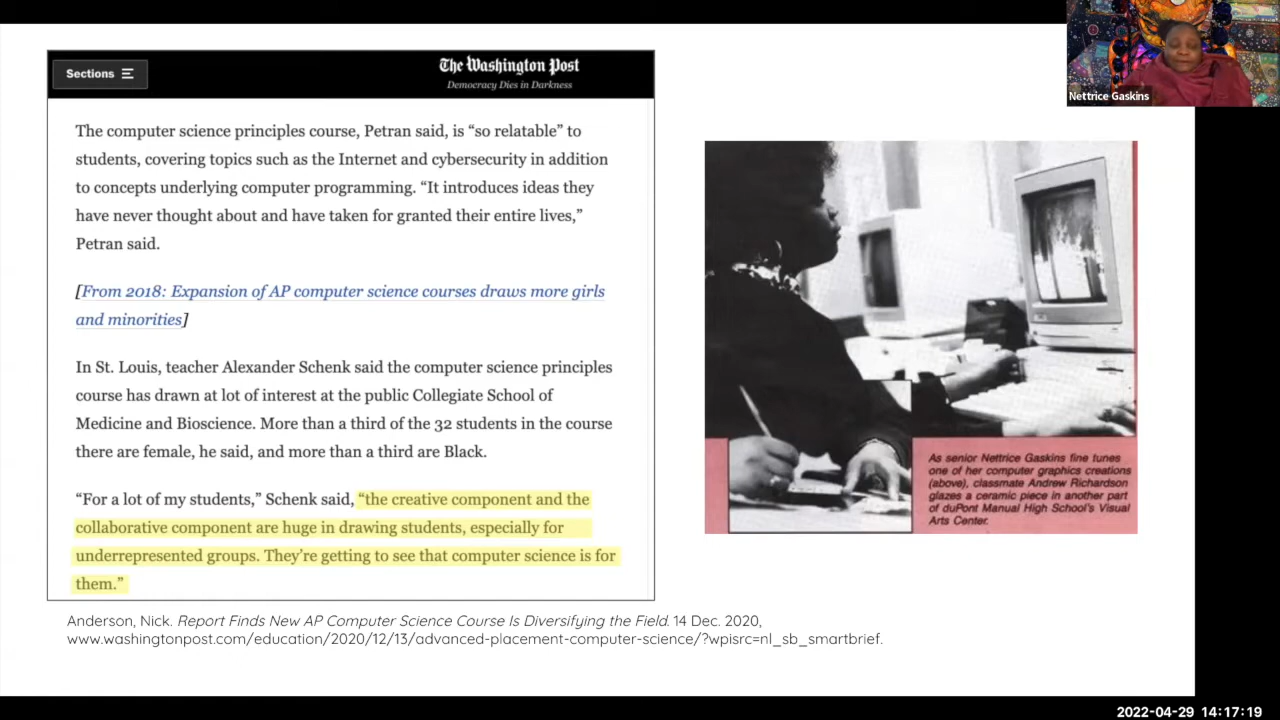 Sections
The Washington Post
Democracy Dies in Darkness
The computer science principles course, Petran said, is “so relatable” to
students, covering topics such as the Internet and cybersecurity in addition
to concepts underlying computer programming. “It introduces ideas they
have never thought about and have taken for granted their entire lives,”
Petran said.
[From 2018: Expansion of AP computer science courses draws more girls
and minorities]
In St. Louis, teacher Alexander Schenk said the computer science principles
course has drawn at lot of interest at the public Collegiate School of
Medicine and Bioscience. More than a third of the 32 students in the course
there are female, he said, and more than a third are Black.
“For a lot of my students,” Schenk said, “the creative component and the
collaborative component are huge in drawing students, especially for
underrepresented groups. They’re getting to see that computer science is for
them.”
Anderson, Nick. Report Finds New AP Computer Science Course Is Diversifying the Field. 14 Dec. 2020,
www.washingtonpost.com/education/2020/12/13/advanced-placement-computer-science/?wpisrc=nl_sb_smartbrief.
As senior Nettrice Gaskins fine tunes
one of her computer graphics creations
(above), classmate Andrew Richardson
glazes a ceramic piece in another part
of duPont Manual High School's Visual
Arts Center.
Nettrice Gaskins
2022-04-29 14:17:19